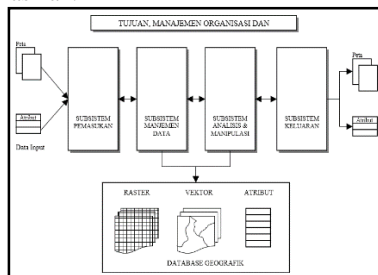 TUJUAN, MANAJEMEN ORGANISASI DAN
Peta
Atribut
Data Input
SUBSISTEM
PEMASUKAN
SUBSISTEM
MANJEMEN
DATA
SUBSISTEM
ANALISIS &
MANIPULASI
SUBSISTEM
KELUARAN
Peta
Atribut
RASTER
VEKTOR
ATRIBUT
DATABASE GEOGRAFIK